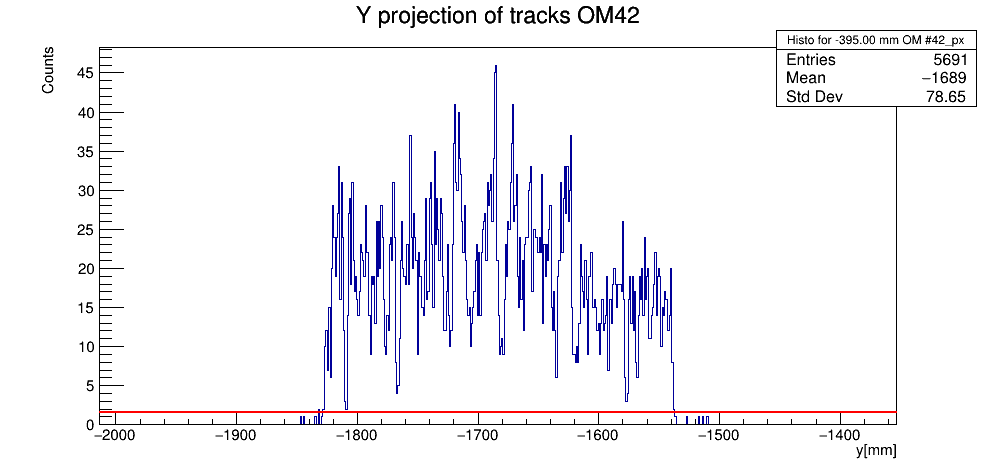 Y projection of tracks OM42
Histo for -395.00 mm OM #42_px
Entries 5691
Mean −1689
Std Dev 78.65
Counts
45
40
35
30
25
20
15
10
5
0
−2000 −1900 −1800 −1700 −1600 −1500 −1400
y[mm]